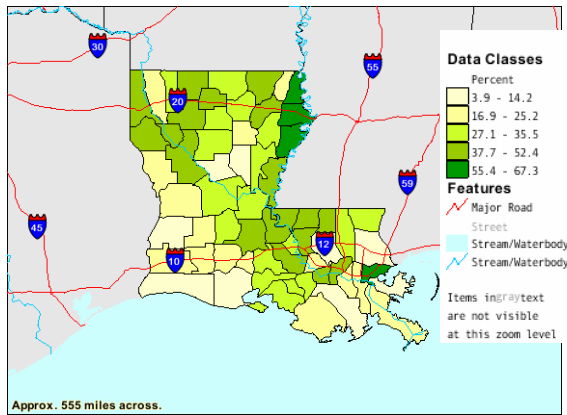 30
55
20
59
45
12
10
Data Classes
Percent
3.9 - 14.2
16.9 - 25.2
27.1 - 35.5
37.7 - 52.4
55.4 - 67.3
Features
Major Road
Street
Stream/Waterbody
Stream/Waterbody
Items in gray text
are not visible
at this zoom level
Approx. 555 miles across.